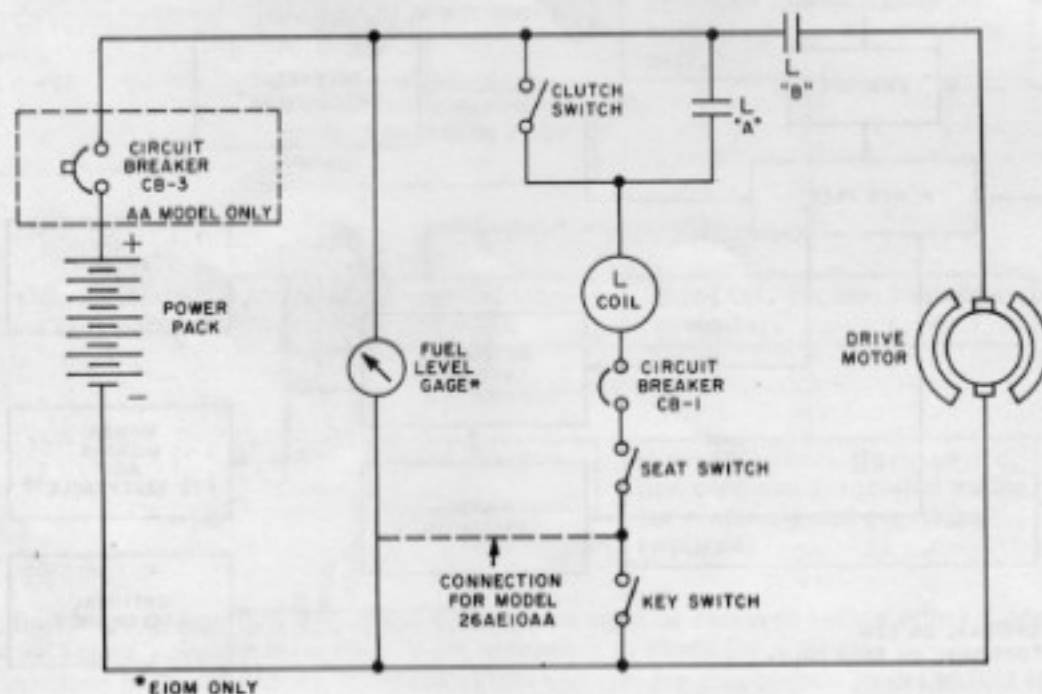 L
"B"
CLUTCH
SWITCH
L
"A"
CIRCUIT
BREAKER
CB-3
AA MODEL ONLY
+
POWER
PACK
-
L
COIL
FUEL
LEVEL
GAGE*
DRIVE
MOTOR
CIRCUIT
BREAKER
CB-1
SEAT SWITCH
CONNECTION
FOR MODEL
26AE10AA
KEY SWITCH
*E10M ONLY